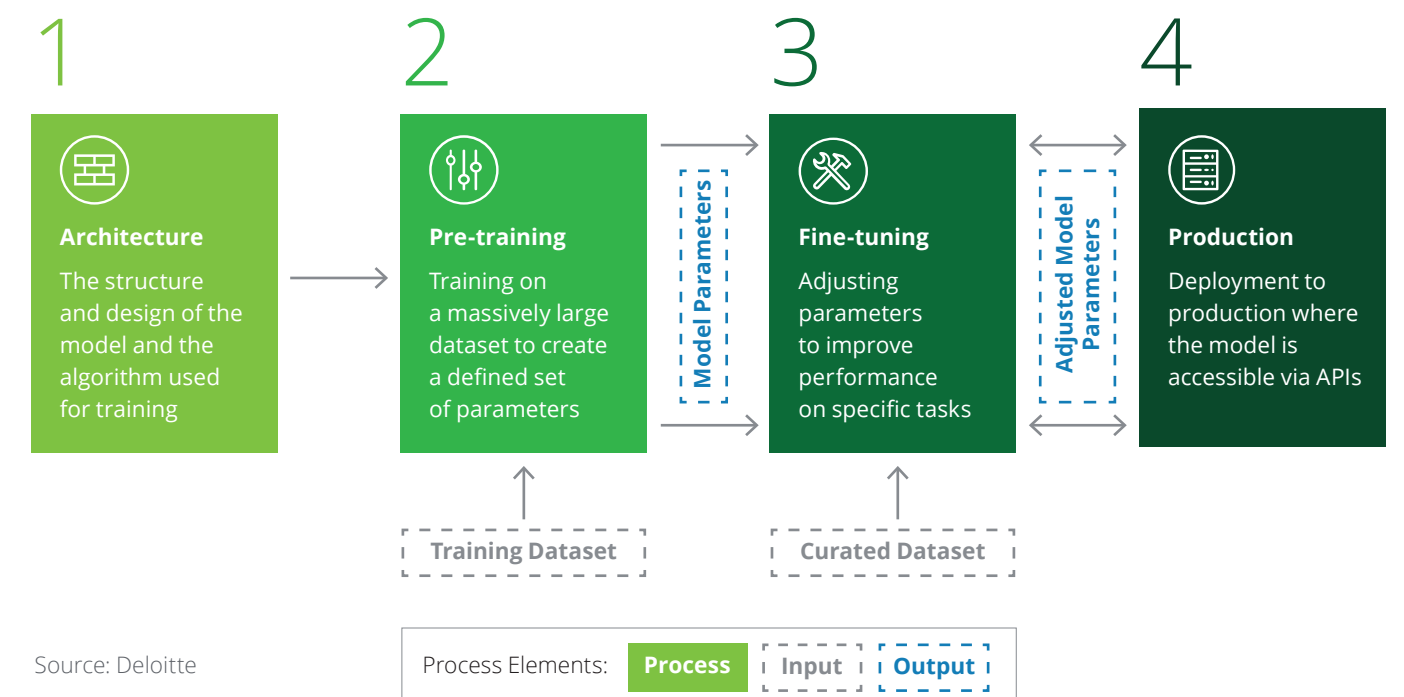 1
2
3
4
Architecture
The structure
and design of the
model and the
algorithm used
for training
Pre-training
Training on
a massively large
dataset to create
a defined set
of parameters
Model Parameters
Fine-tuning
Adjusting
parameters
to improve
performance
on specific tasks
Adjusted Model
Parameters
Production
Deployment to
production where
the model is
accessible via APIs
Training Dataset
Curated Dataset
Source: Deloitte
Process Elements:
Process
Input
Output